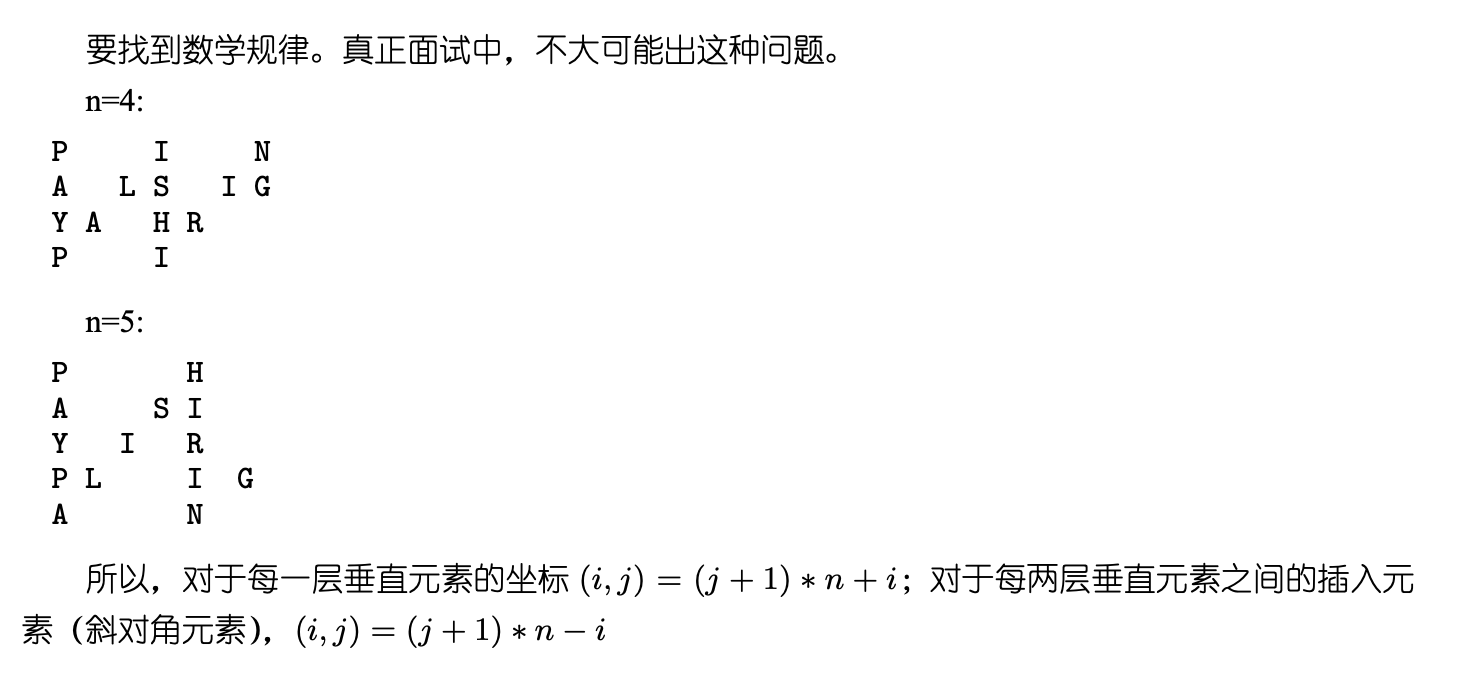 要找到数学规律。真正面试中，不大可能出这种问题。
n=4:
P     I     N
A   L S   I G
Y A   H R
P     I
n=5:
P       H
A     S I
Y   I   R
P L     I  G
A       N
所以，对于每一层垂直元素的坐标 (i, j) = (j + 1) ∗ n + i；对于每两层垂直元素之间的插入元
素（斜对角元素），(i, j) = (j + 1) ∗ n − i